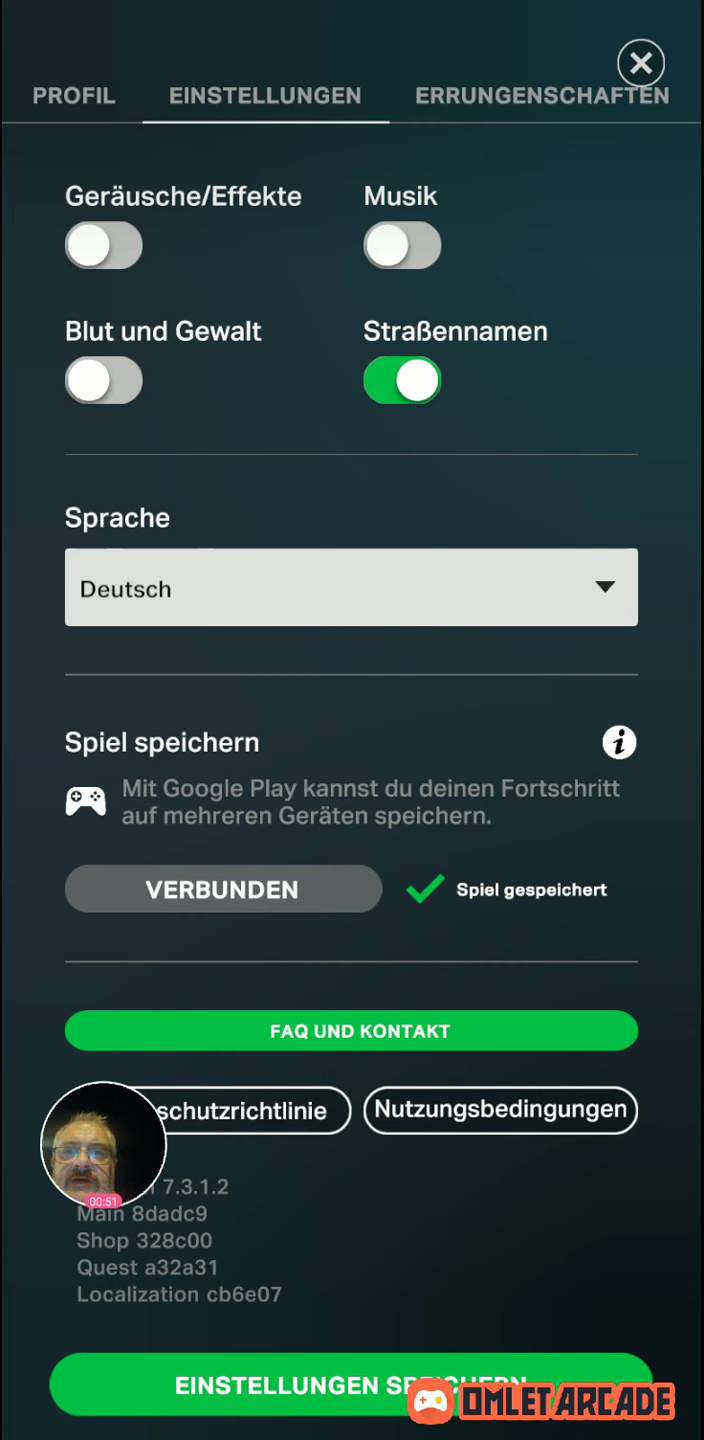 PROFIL EINSTELLUNGEN ERRUNGENSCHAFTEN
Geräusche/Effekte Musik
Blut und Gewalt Straßennamen
Sprache
Deutsch
Spiel speichern
Mit Google Play kannst du deinen Fortschritt
auf mehreren Geräten speichern.
VERBUNDEN Spiel gespeichert
FAQ UND KONTAKT
schutzrichtlinie Nutzungsbedingungen
7.3.1.2
00:51
Main 8dadc9
Shop 328c00
Quest a32a31
Localization cb6e07
EINSTELLUNGEN SPEICHERN
OMLET ARCADE